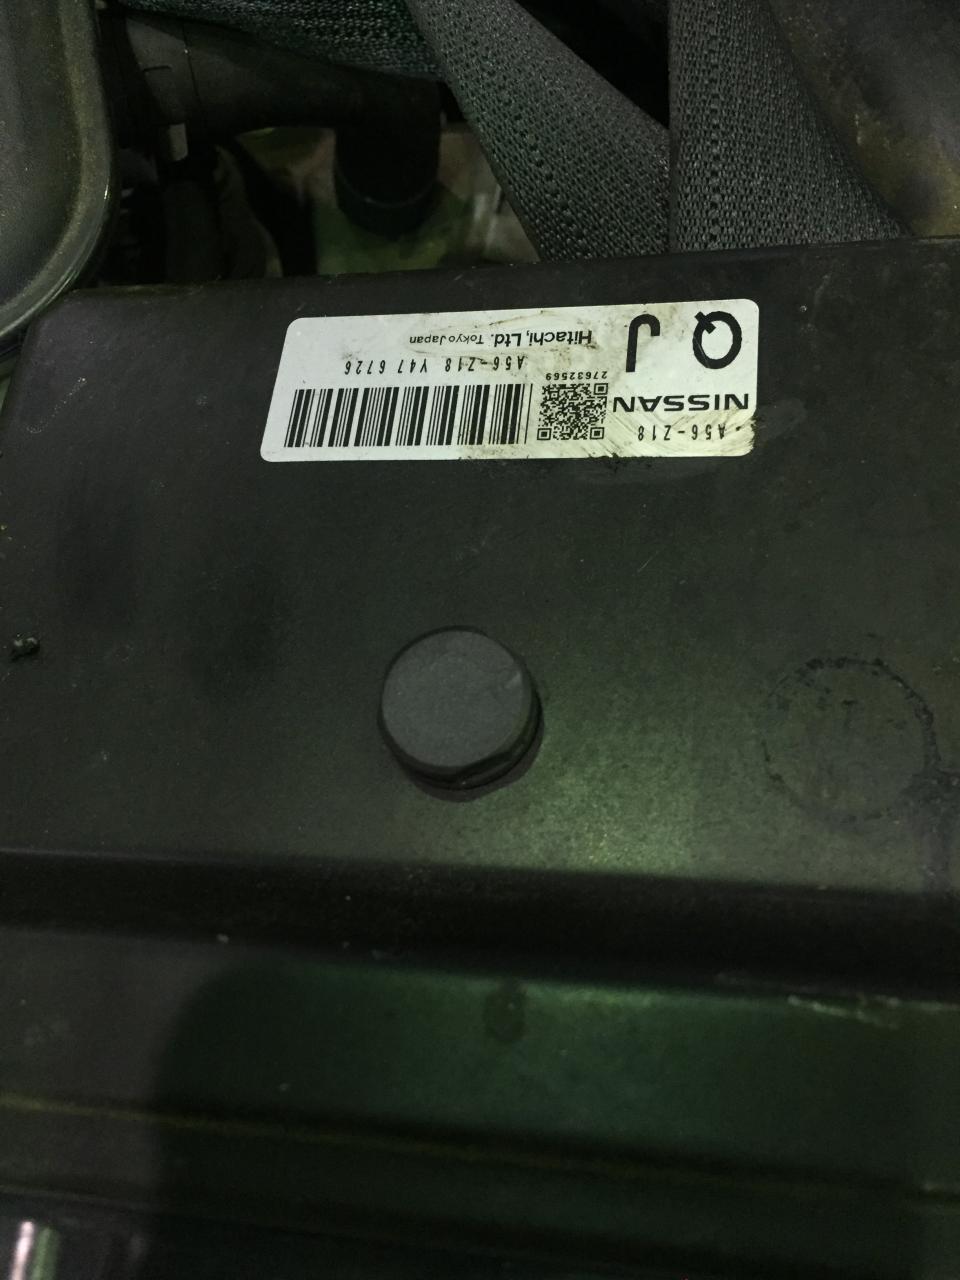 • A56-Z18
NISSAN
27632569
Q J
A56-Z18 Y47 6726
Hitachi, Ltd. Tokyo Japan